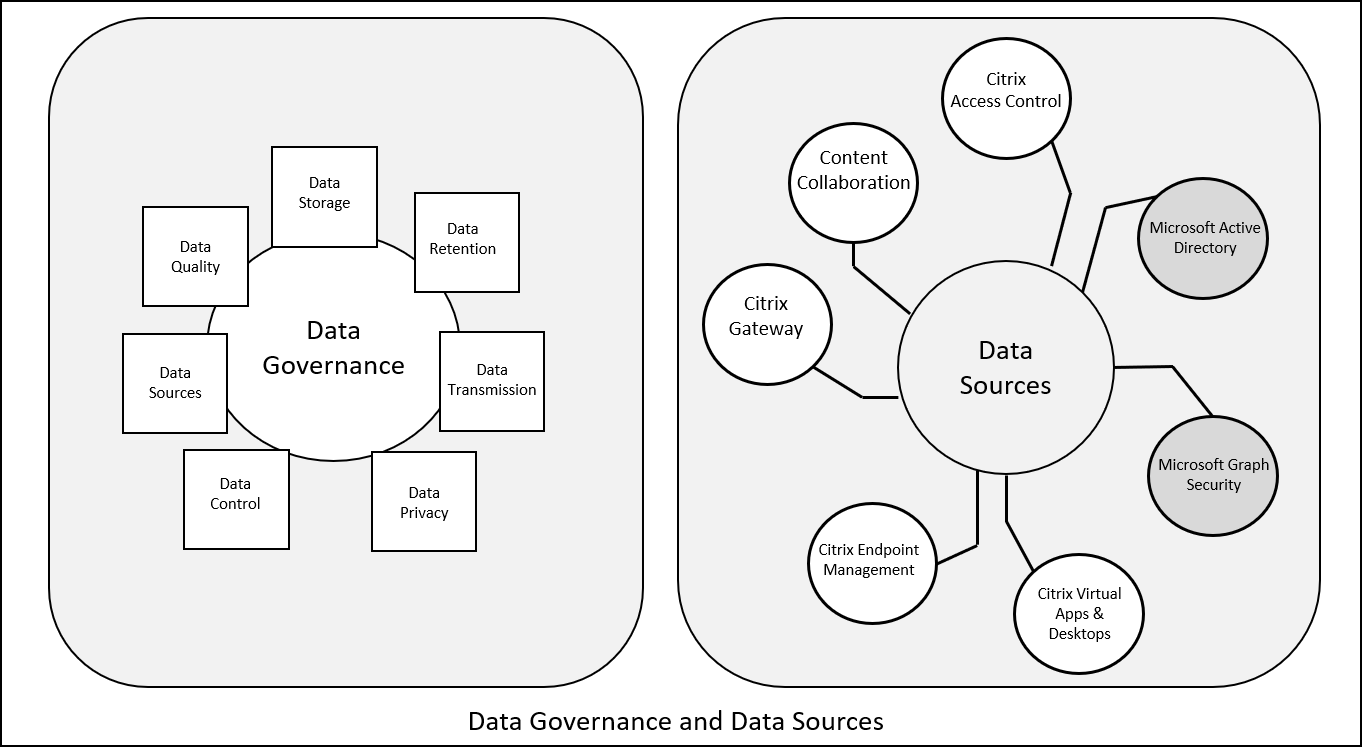 Data
Storage
Data
Retention
Data
Quality
Data
Governance
Data
Sources
Data
Transmission
Data
Control
Data
Privacy
Citrix
Access Control
Content
Collaboration
Microsoft Active
Directory
Citrix
Gateway
Data
Sources
Microsoft Graph
Security
Citrix Endpoint
Management
Citrix Virtual
Apps &
Desktops
Data Governance and Data Sources